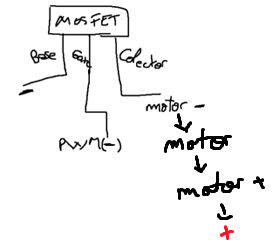 MOSFET
Base
Gate
Colector
motor -
PWM(-)
motor
motor +
+